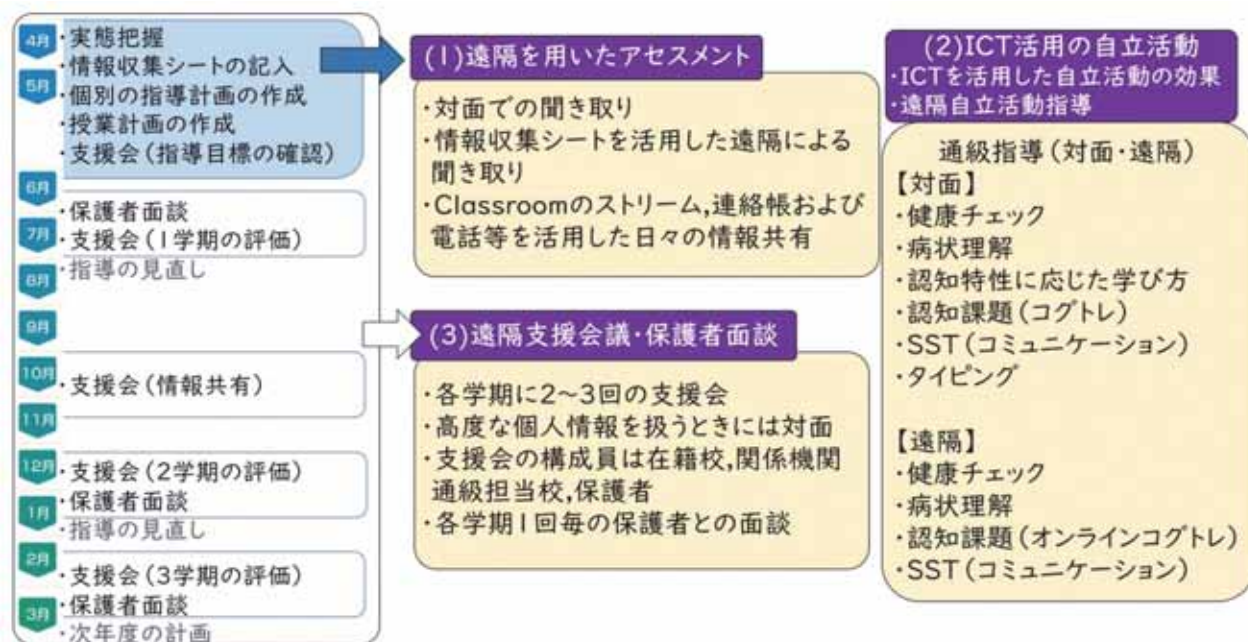 4月
・実態把握
・情報収集シートの記入
5月
・個別の指導計画の作成
・授業計画の作成
・支援会(指導目標の確認)
6月
・保護者面談
7月
・支援会(1学期の評価)
・指導の見直し
8月
9月
10月
・支援会(情報共有)
11月
12月
・支援会(2学期の評価)
・保護者面談
1月
・指導の見直し
2月
・支援会(3学期の評価)
・保護者面談
3月
・次年度の計画
(1)遠隔を用いたアセスメント
・対面での聞き取り
・情報収集シートを活用した遠隔による
聞き取り
・Classroomのストリーム,連絡帳および
電話等を活用した日々の情報共有
(3)遠隔支援会議・保護者面談
・各学期に2~3回の支援会
・高度な個人情報を扱うときには対面
・支援会の構成員は在籍校,関係機関
通級担当校,保護者
・各学期1回毎の保護者との面談
(2)ICT活用の自立活動
・ICTを活用した自立活動の効果
・遠隔自立活動指導
通級指導(対面・遠隔)
【対面】
・健康チェック
・病状理解
・認知特性に応じた学び方
・認知課題(コグトレ)
・SST(コミュニケーション)
・タイピング
【遠隔】
・健康チェック
・病状理解
・認知課題(オンラインコグトレ)
・SST(コミュニケーション)